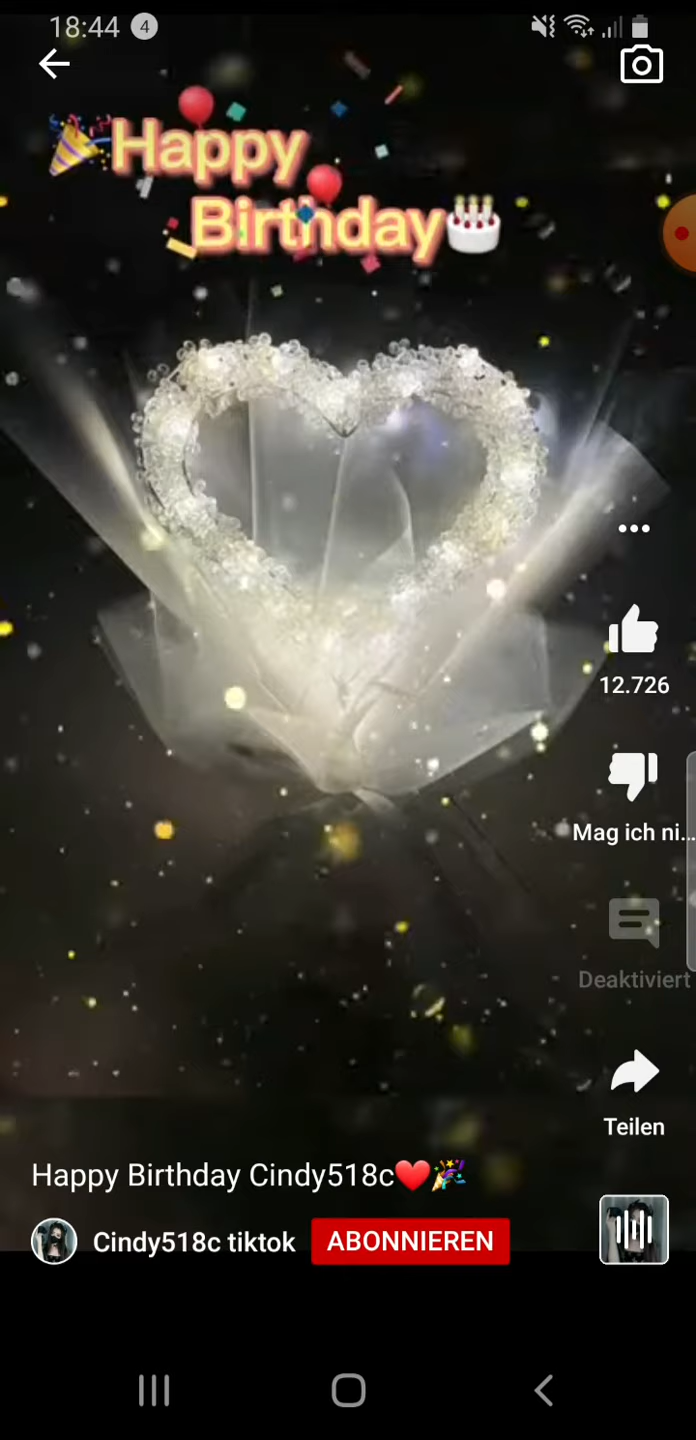 18:44 4
Happy
Birthday
12.726
Mag ich ni...
Deaktiviert
Teilen
Happy Birthday Cindy518c❤️🎉
Cindy518c tiktok ABONNIEREN